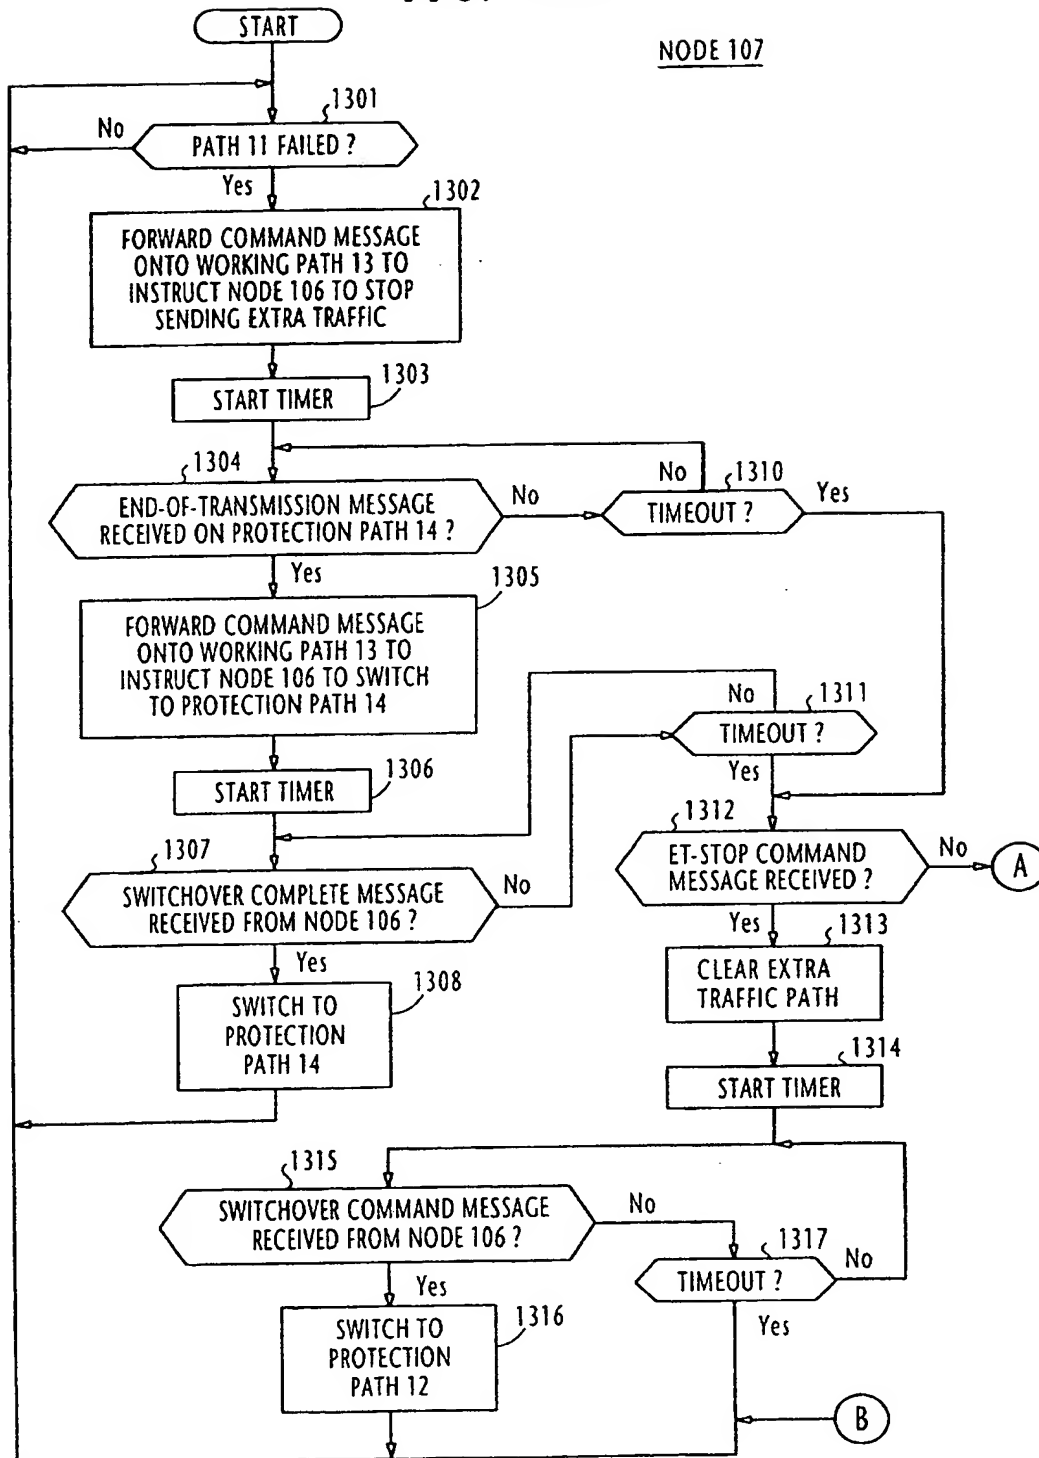 START
NODE 107
1301
No
PATH 11 FAILED ?
Yes
1302
FORWARD COMMAND MESSAGE
ONTO WORKING PATH 13 TO
INSTRUCT NODE 106 TO STOP
SENDING EXTRA TRAFFIC
1303
START TIMER
1304
END-OF-TRANSMISSION MESSAGE
RECEIVED ON PROTECTION PATH 14 ?
No
No
1310
TIMEOUT ?
Yes
Yes
1305
FORWARD COMMAND MESSAGE
ONTO WORKING PATH 13 TO
INSTRUCT NODE 106 TO SWITCH
TO PROTECTION PATH 14
No
1311
TIMEOUT ?
Yes
1306
START TIMER
1307
SWITCHOVER COMPLETE MESSAGE
RECEIVED FROM NODE 106 ?
No
1312
ET-STOP COMMAND
MESSAGE RECEIVED ?
No
A
Yes
Yes
1308
SWITCH TO
PROTECTION
PATH 14
1313
CLEAR EXTRA
TRAFFIC PATH
1314
START TIMER
1315
SWITCHOVER COMMAND MESSAGE
RECEIVED FROM NODE 106 ?
No
1317
TIMEOUT ?
No
Yes
Yes
1316
SWITCH TO
PROTECTION
PATH 12
B